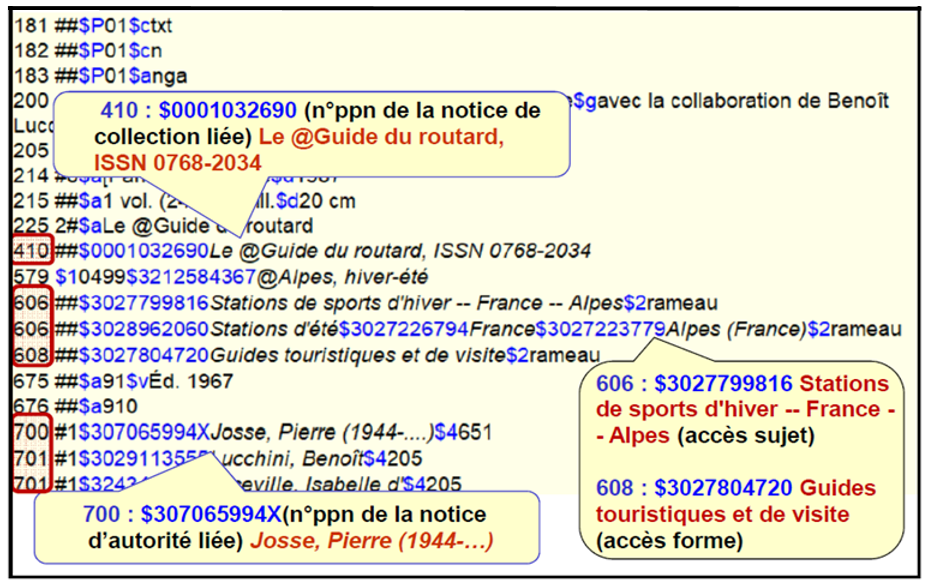 181 ##$P01$ctxt
182 ##$P01$cn
183 ##$P01$anga
200 e$gavec la collaboration de Benoît
Lucc
410 : $0001032690 (n°ppn de la notice de
collection liée) Le @Guide du routard,
ISSN 0768-2034
205
214
215 ##$a1 vol. (2 ill.$d20 cm
225 2#$aLe @Guide du routard
410 ##$0001032690Le @Guide du routard, ISSN 0768-2034
579 $10499$3212584367@Alpes, hiver-été
606 ##$3027799816Stations de sports d'hiver -- France -- Alpes$2rameau
606 ##$3028962060Stations d'été$3027226794France$3027223779Alpes (France)$2rameau
608 ##$3027804720Guides touristiques et de visite$2rameau
675 ##$a91$vÉd. 1967
676 ##$a910
700 #1$307065994XJosse, Pierre (1944-....)$4651
701 #1$302911355 Lucchini, Benoît$4205
701 #1$3242 reville, Isabelle d'$4205
606 : $3027799816 Stations
de sports d'hiver -- France -
- Alpes (accès sujet)
608 : $3027804720 Guides
touristiques et de visite
(accès forme)
700 : $307065994X(n°ppn de la notice
d’autorité liée) Josse, Pierre (1944-…)